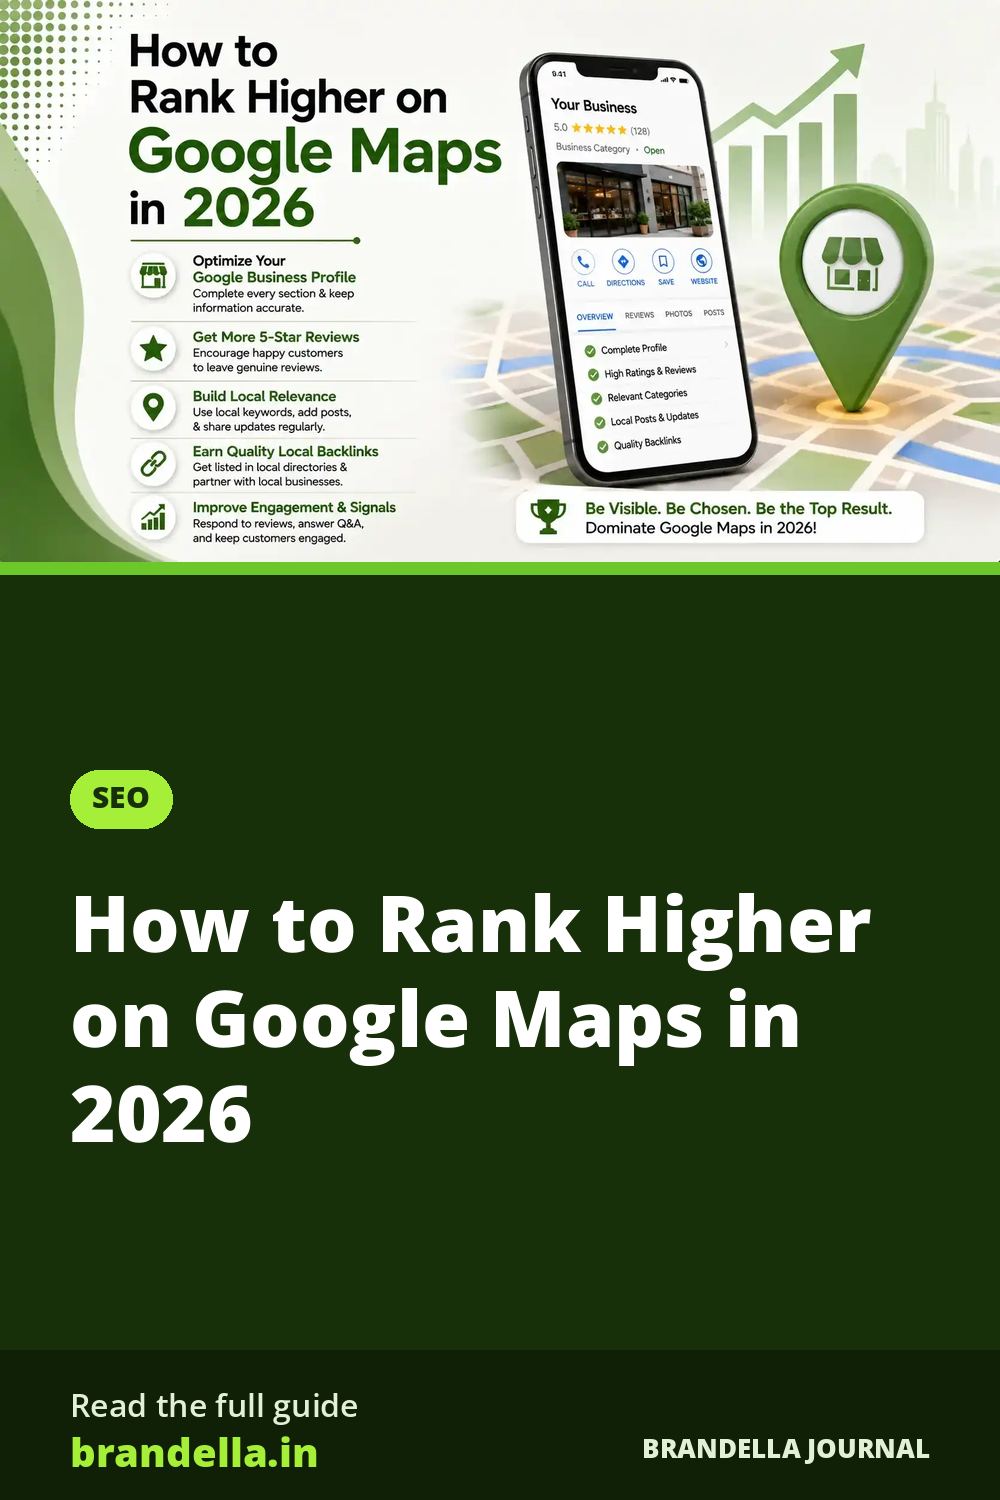 How to
Rank Higher on
Google Maps
in 2026
Optimize Your
Google Business Profile
Complete every section & keep
information accurate.
Get More 5-Star Reviews
Encourage happy customers
to leave genuine reviews.
Build Local Relevance
Use local keywords, add posts,
& share updates regularly.
Earn Quality Local Backlinks
Get listed in local directories &
partner with local businesses.
Improve Engagement & Signals
Respond to reviews, answer Q&A,
and keep customers engaged.
9:41
Your Business
5.0 ★★★★★ (128)
Business Category · Open
CALL DIRECTIONS SAVE WEBSITE
OVERVIEW REVIEWS PHOTOS POSTS
Complete Profile
High Ratings & Reviews
Relevant Categories
Local Posts & Updates
Quality Backlinks
Be Visible. Be Chosen. Be the Top Result.
Dominate Google Maps in 2026!
SEO
How to Rank Higher
on Google Maps in
2026
Read the full guide
brandella.in
BRANDELLA JOURNAL